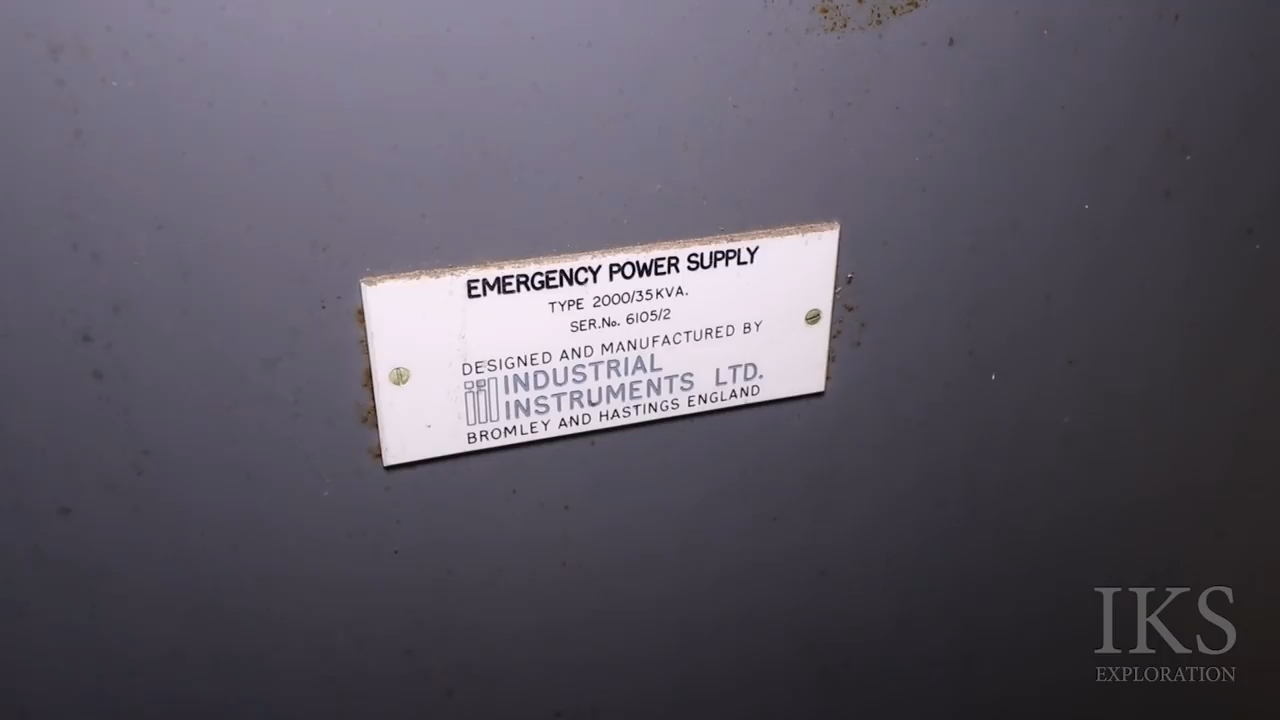 EMERGENCY POWER SUPPLY
TYPE 2000/35KVA.
SER.No. 6105/2
DESIGNED AND MANUFACTURED BY
INDUSTRIAL
INSTRUMENTS LTD.
BROMLEY AND HASTINGS ENGLAND
IKS
EXPLORATION